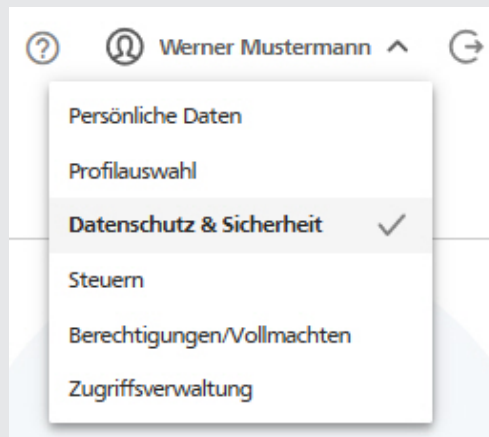 Werner Mustermann
Persönliche Daten
Profilauswahl
Datenschutz & Sicherheit
Steuern
Berechtigungen/Vollmachten
Zugriffsverwaltung